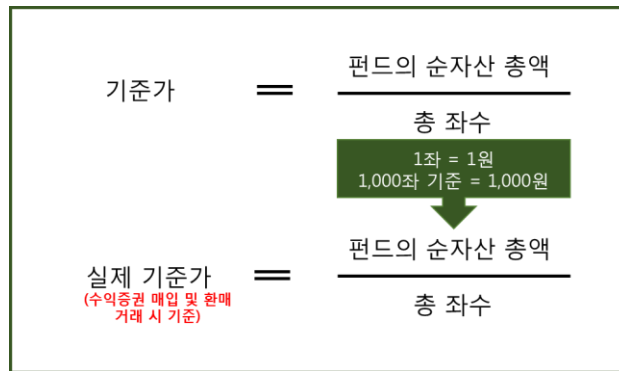 기준가
펀드의 순자산 총액
총 좌수
1좌 = 1원
1,000좌 기준 = 1,000원
실제 기준가
(수익증권 매입 및 환매
거래 시 기준)
펀드의 순자산 총액
총 좌수